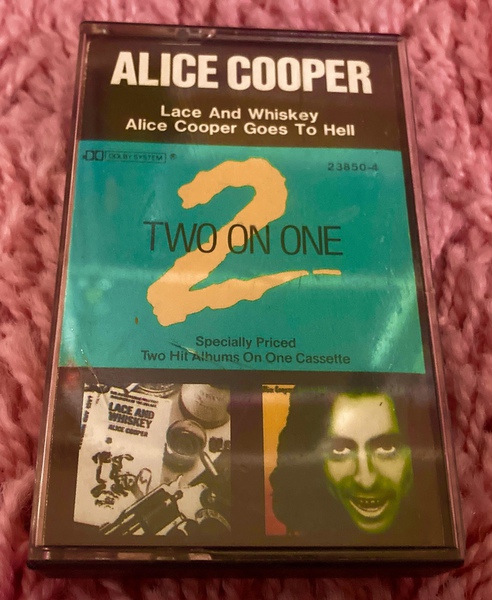 ALICE COOPER
Lace And Whiskey
Alice Cooper Goes To Hell
DOLBY SYSTEM ®
23850-4
2
TWO ON ONE
Specially Priced
Two Hit Albums On One Cassette
LACE AND
WHISKEY
ALICE COOPER